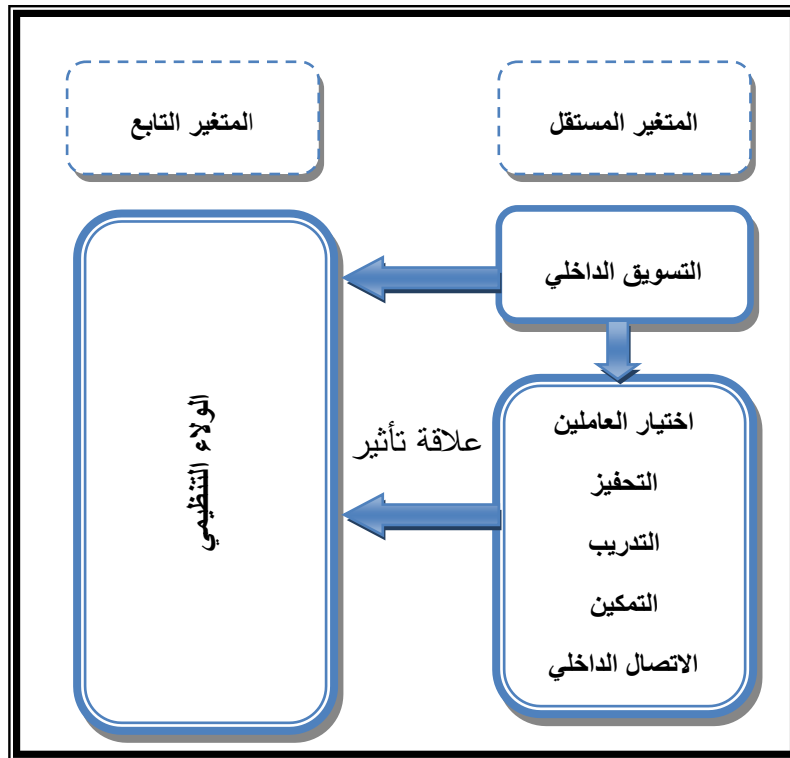 المتغير المستقل
المتغير التابع
التسويق الداخلي
اختيار العاملين
التحفيز
التدريب
التمكين
الاتصال الداخلي
علاقة تأثير
الولاء التنظيمي